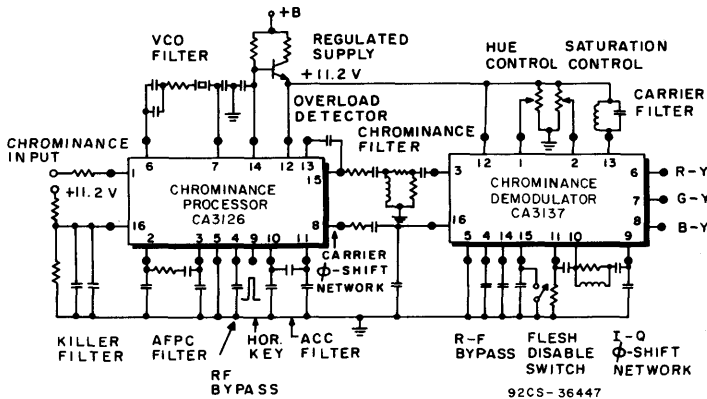 +B
VCO FILTER
REGULATED SUPPLY
+11.2 V
HUE CONTROL
SATURATION CONTROL
CARRIER FILTER
OVERLOAD DETECTOR
CHROMINANCE FILTER
CHROMINANCE INPUT
+11.2 V
6 7 14 12 13
1 15
CHROMINANCE PROCESSOR CA3126
16 8
2 3 5 4 9 10 11
12 1 2 13
3 6 R-Y
CHROMINANCE DEMODULATOR CA3137
7 G-Y
16 8 B-Y
5 4 14 15 11 10 9
CARRIER ϕ-SHIFT NETWORK
KILLER FILTER
AFPC FILTER
RF BYPASS
HOR. KEY
ACC FILTER
R-F BYPASS
FLESH DISABLE SWITCH
I-Q ϕ-SHIFT NETWORK
92CS-36447